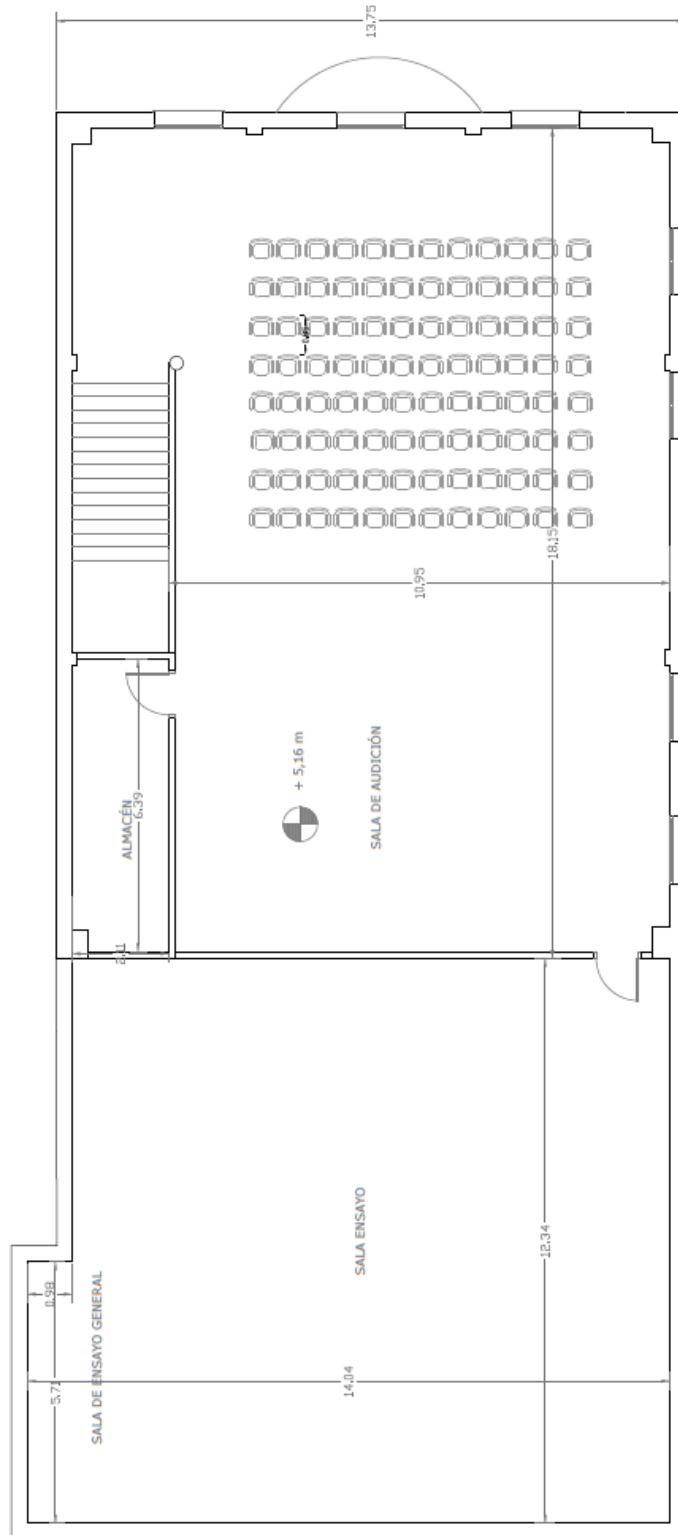 13.75
18.15
10.95
+ 5,16 m
SALA DE AUDICIÓN
ALMACÉN
6.39
SALA ENSAYO
12.34
0.98
SALA DE ENSAYO GENERAL
5.71
14.04